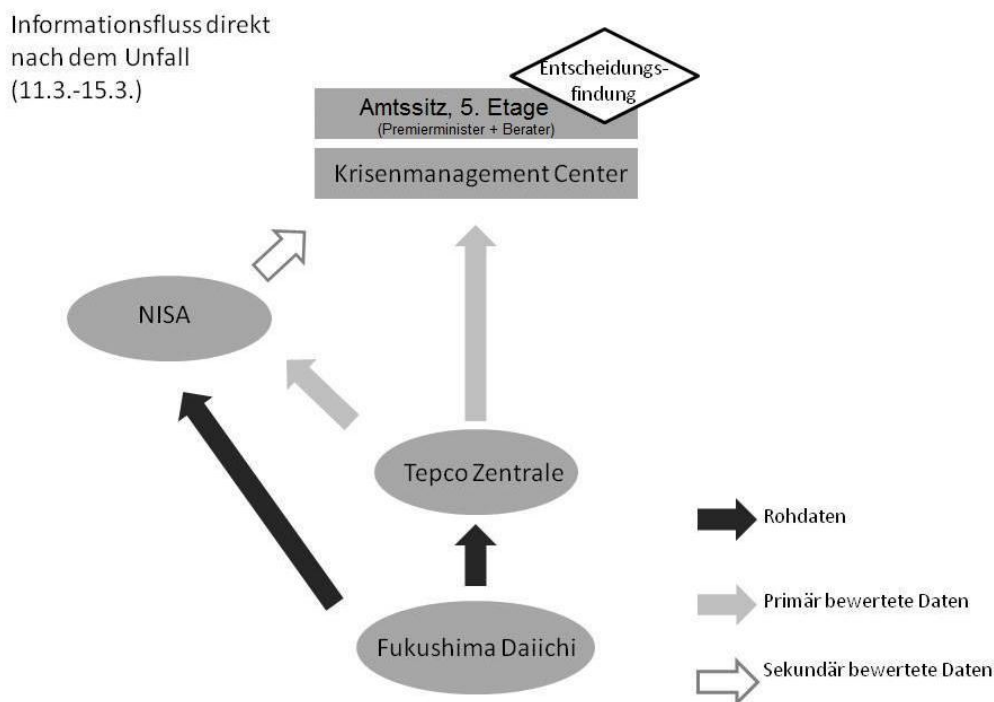 Informationsfluss direkt
nach dem Unfall
(11.3.-15.3.)
Entscheidungs-
findung
Amtssitz, 5. Etage
(Premierminister + Berater)
Krisenmanagement Center
NISA
Tepco Zentrale
Fukushima Daiichi
Rohdaten
Primär bewertete Daten
Sekundär bewertete Daten